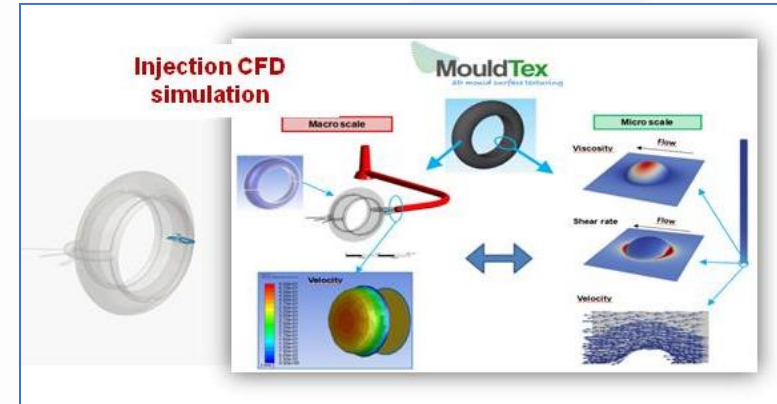 Injection CFD
simulation
MouldTex
Macro scale
Micro scale
Viscosity
Flow
Shear rate
Flow
Velocity
Velocity